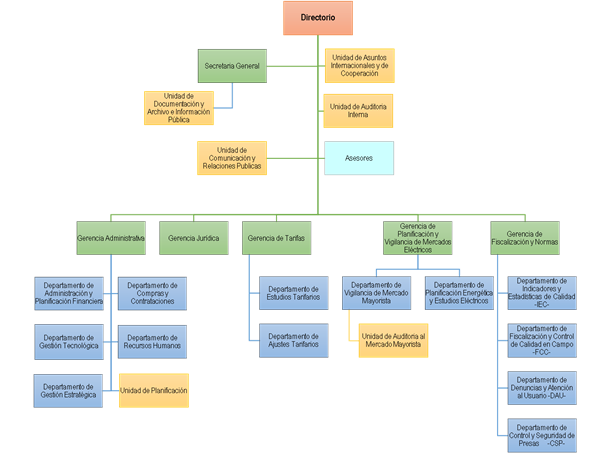 Directorio
Secretaria General
Unidad de Asuntos
Internacionales y de
Cooperación
Unidad de
Documentación y
Archivo e Información
Pública
Unidad de Auditoria
Interna
Unidad de
Comunicación y
Relaciones Publicas
Asesores
Gerencia Administrativa
Gerencia Jurídica
Gerencia de Tarifas
Gerencia de
Planificación y
Vigilancia de Mercados
Eléctricos
Gerencia de
Fiscalización y Normas
Departamento de
Administración y
Planificación Financiera
Departamento de
Compras y
Contrataciones
Departamento de
Estudios Tarifarios
Departamento de
Vigilancia de Mercado
Mayorista
Departamento de
Planificación Energética
y Estudios Eléctricos
Departamento de
Indicadores y
Estadísticas de Calidad
-IEC-
Departamento de
Gestión Tecnológica
Departamento de
Recursos Humanos
Departamento de
Ajustes Tarifarios
Unidad de Auditoria al
Mercado Mayorista
Departamento de
Fiscalización y Control
de Calidad en Campo
-FCC-
Departamento de
Gestión Estratégica
Unidad de Planificación
Departamento de
Denuncias y Atención
al Usuario -DAU-
Departamento de
Control y Seguridad de
Presas -CSP-